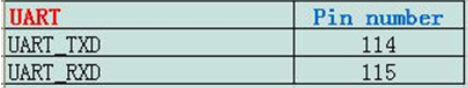 UART Pin number
UART_TXD 114
UART_RXD 115